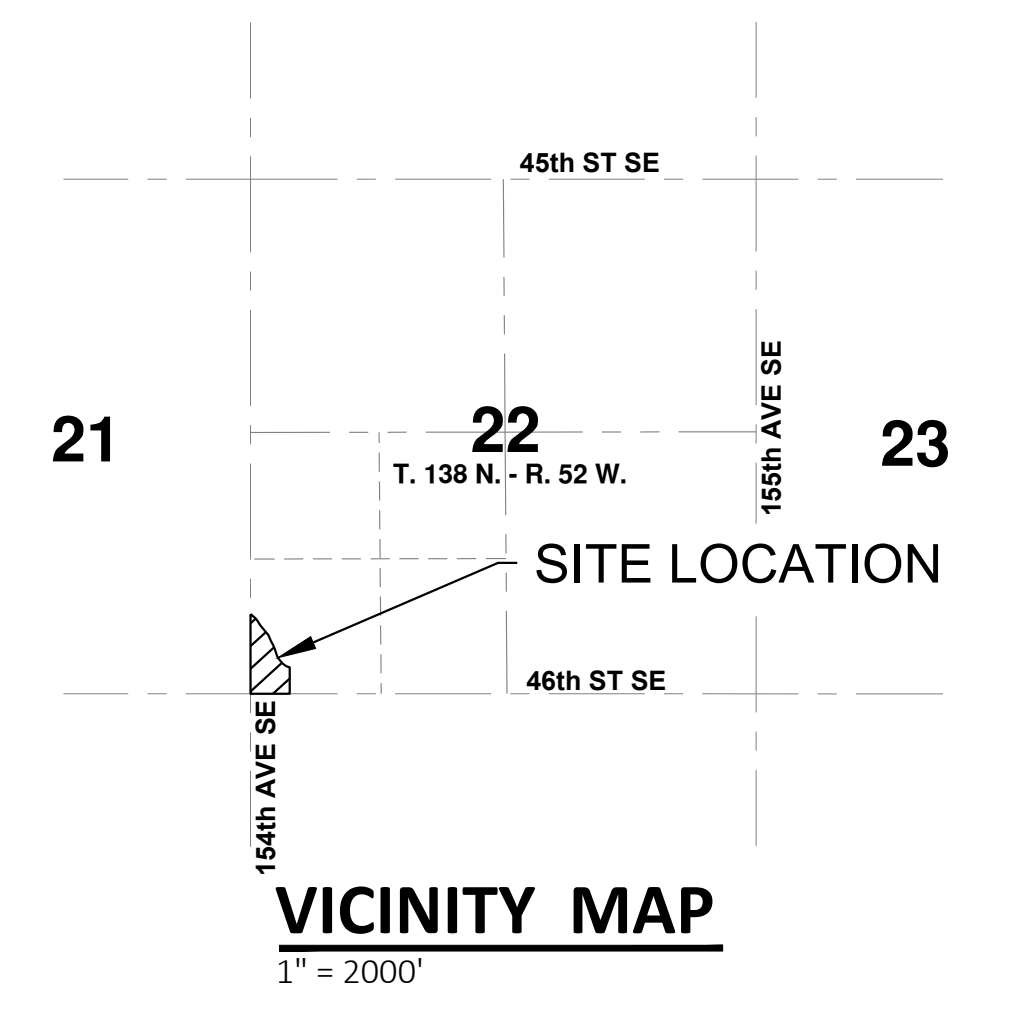 45th ST SE
155th AVE SE
21
22
23
T. 138 N. - R. 52 W.
SITE LOCATION
46th ST SE
154th AVE SE
VICINITY MAP
1" = 2000'